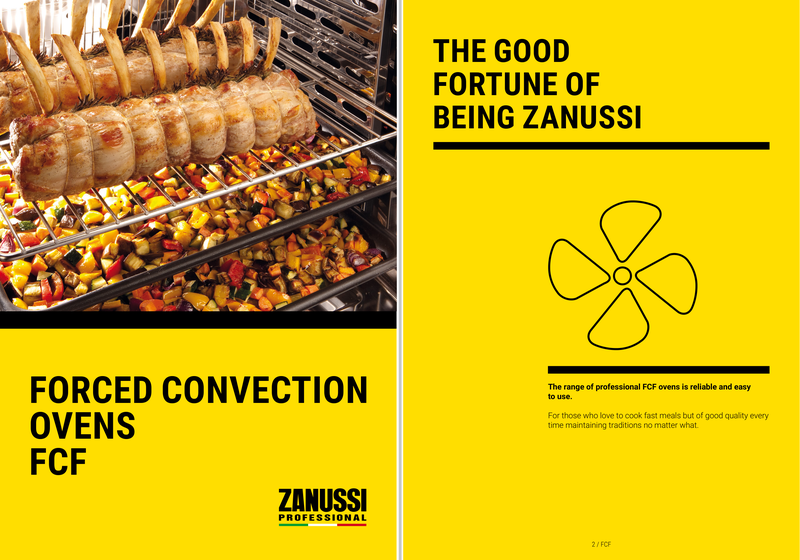 FORCED CONVECTION
OVENS
FCF
ZANUSSI
PROFESSIONAL
THE GOOD
FORTUNE OF
BEING ZANUSSI
The range of professional FCF ovens is reliable and easy
to use.
For those who love to cook fast meals but of good quality every
time maintaining traditions no matter what.
2 / FCF